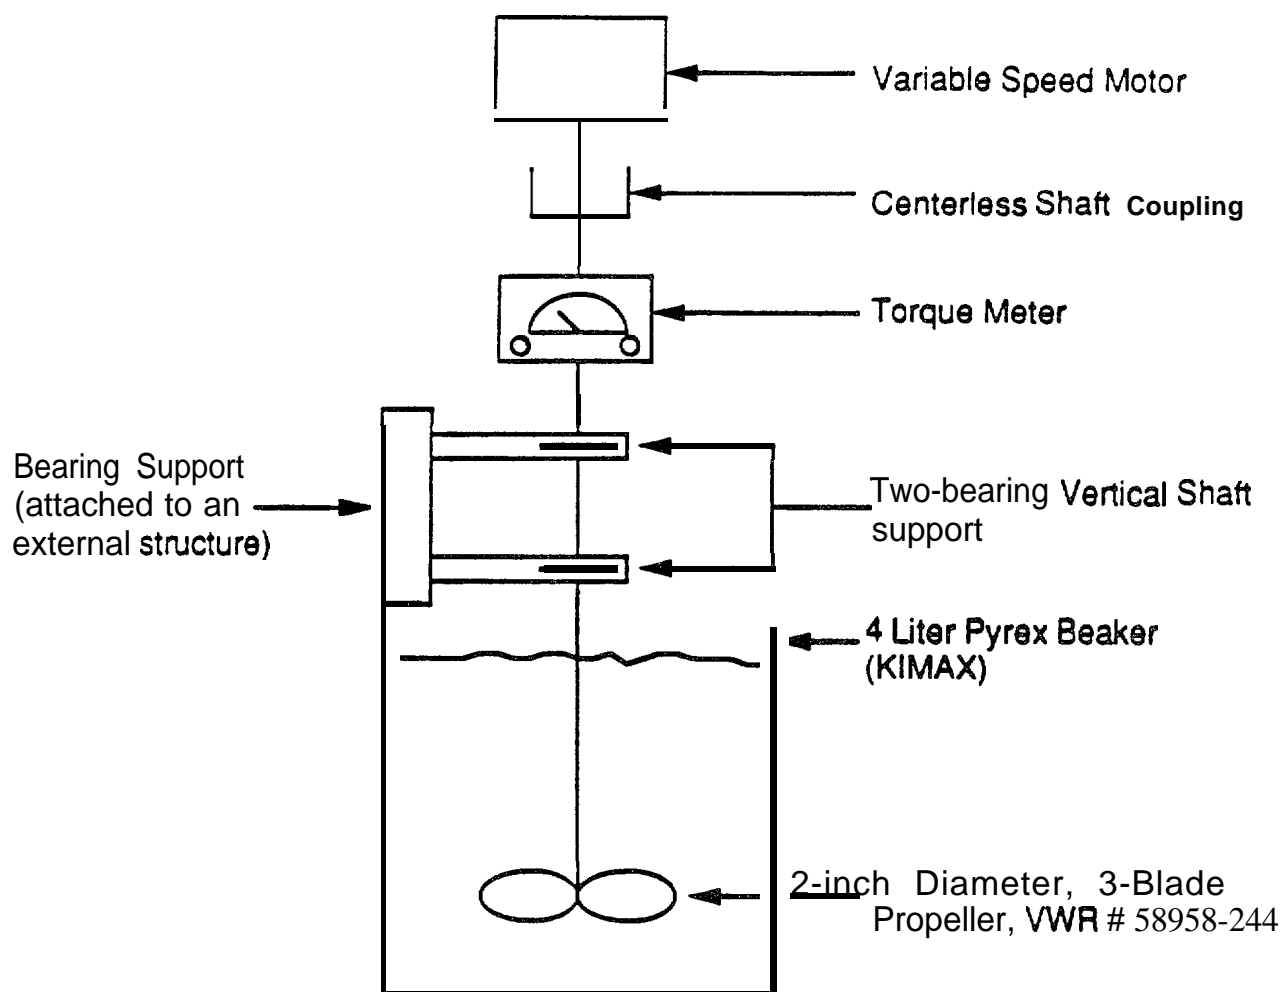 Variable Speed Motor
Centerless Shaft Coupling
Torque Meter
Bearing Support
(attached to an
external structure)
Two-bearing Vertical Shaft
support
4 Liter Pyrex Beaker
(KIMAX)
2-inch Diameter, 3-Blade
Propeller, VWR # 58958-244